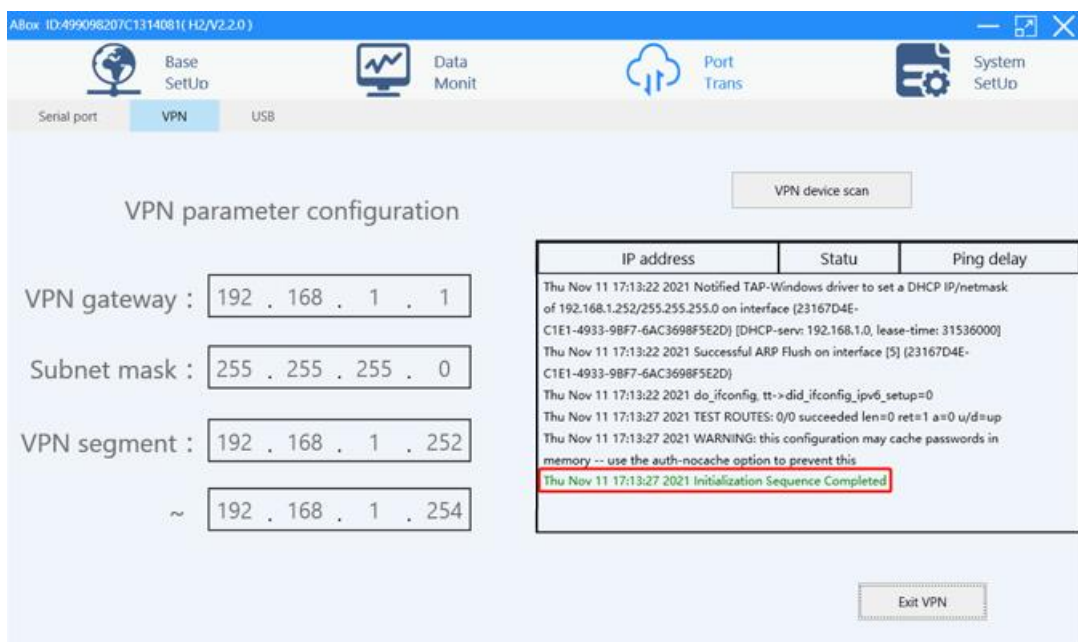 ABox ID:499098207C1314081( H2/V2.2.0 )
Base
SetUp
Data
Monit
Port
Trans
System
SetUp
Serial port
VPN
USB
VPN parameter configuration
VPN gateway :
192 . 168 . 1 . 1
Subnet mask :
255 . 255 . 255 . 0
VPN segment :
192 . 168 . 1 . 252
~
192 . 168 . 1 . 254
VPN device scan
IP address
Statu
Ping delay
Thu Nov 11 17:13:22 2021 Notified TAP-Windows driver to set a DHCP IP/netmask
of 192.168.1.252/255.255.255.0 on interface {23167D4E-
C1E1-4933-9BF7-6AC3698F5E2D} [DHCP-serv: 192.168.1.0, lease-time: 31536000]
Thu Nov 11 17:13:22 2021 Successful ARP Flush on interface [5] {23167D4E-
C1E1-4933-9BF7-6AC3698F5E2D}
Thu Nov 11 17:13:22 2021 do_ifconfig, tt->did_ifconfig_ipv6_setup=0
Thu Nov 11 17:13:27 2021 TEST ROUTES: 0/0 succeeded len=0 ret=1 a=0 u/d=up
Thu Nov 11 17:13:27 2021 WARNING: this configuration may cache passwords in
memory -- use the auth-nocache option to prevent this
Thu Nov 11 17:13:27 2021 Initialization Sequence Completed
Exit VPN